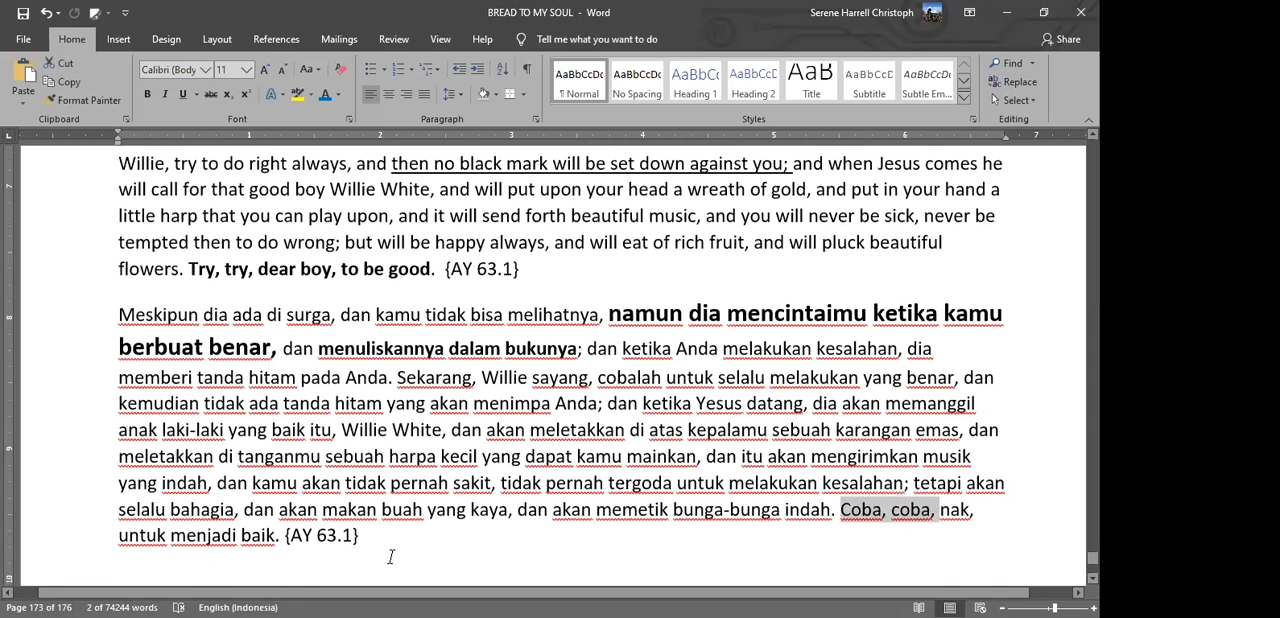 BREAD TO MY SOUL - Word
Serene Harrell Christoph
File Home Insert Design Layout References Mailings Review View Help Tell me what you want to do Share
Paste
Cut
Copy
Format Painter
Clipboard
Calibri (Body 11
Font
Paragraph
AaBbCcDc AaBbCcDc AaBbCc AaBbCcD AaB AaBbCcD AaBbCcDc
¶ Normal No Spacing Heading 1 Heading 2 Title Subtitle Subtle Em...
Styles
Find
Replace
Select
Editing
1 2 3 4 5 6 7
Willie, try to do right always, and then no black mark will be set down against you; and when Jesus comes he
will call for that good boy Willie White, and will put upon your head a wreath of gold, and put in your hand a
little harp that you can play upon, and it will send forth beautiful music, and you will never be sick, never be
tempted then to do wrong; but will be happy always, and will eat of rich fruit, and will pluck beautiful
flowers. Try, try, dear boy, to be good. {AY 63.1}
Meskipun dia ada di surga, dan kamu tidak bisa melihatnya, namun dia mencintaimu ketika kamu
berbuat benar, dan menuliskannya dalam bukunya; dan ketika Anda melakukan kesalahan, dia
memberi tanda hitam pada Anda. Sekarang, Willie sayang, cobalah untuk selalu melakukan yang benar, dan
kemudian tidak ada tanda hitam yang akan menimpa Anda; dan ketika Yesus datang, dia akan memanggil
anak laki-laki yang baik itu, Willie White, dan akan meletakkan di atas kepalamu sebuah karangan emas, dan
meletakkan di tanganmu sebuah harpa kecil yang dapat kamu mainkan, dan itu akan mengirimkan musik
yang indah, dan kamu akan tidak pernah sakit, tidak pernah tergoda untuk melakukan kesalahan; tetapi akan
selalu bahagia, dan akan makan buah yang kaya, dan akan memetik bunga-bunga indah. Coba, coba, nak,
untuk menjadi baik. {AY 63.1}
7
8
9
10
Page 173 of 176 2 of 74244 words English (Indonesia)